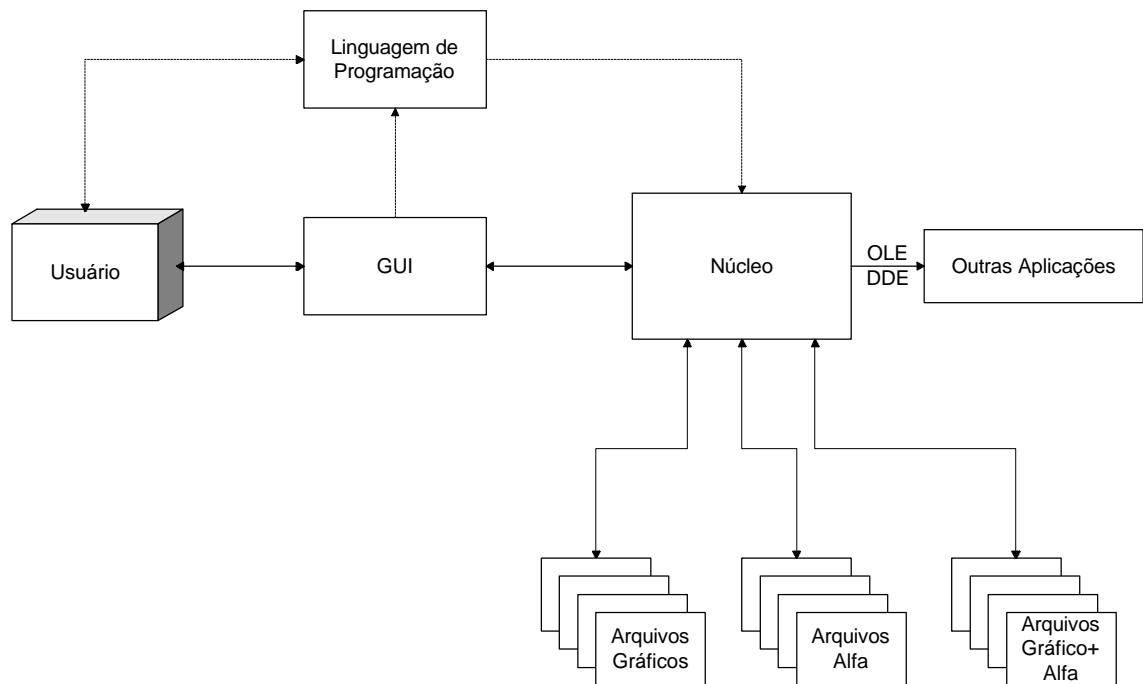 Linguagem de
Programação
Usuário
GUI
Núcleo
OLE
DDE
Outras Aplicações
Arquivos
Gráficos
Arquivos
Alfa
Arquivos
Gráfico+
Alfa